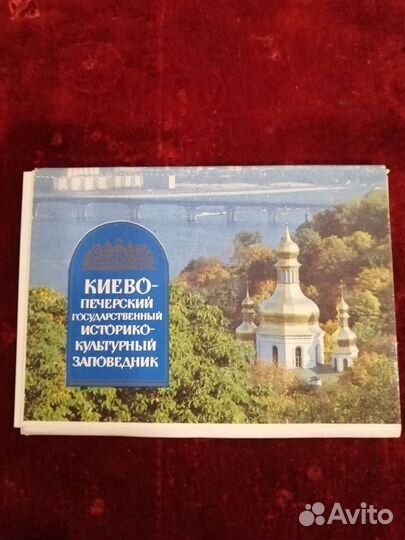 КИЕВО-
ПЕЧЕРСКИЙ
ГОСУДАРСТВЕННЫЙ
ИСТОРИКО-
КУЛЬТУРНЫЙ
ЗАПОВЕДНИК
Avito